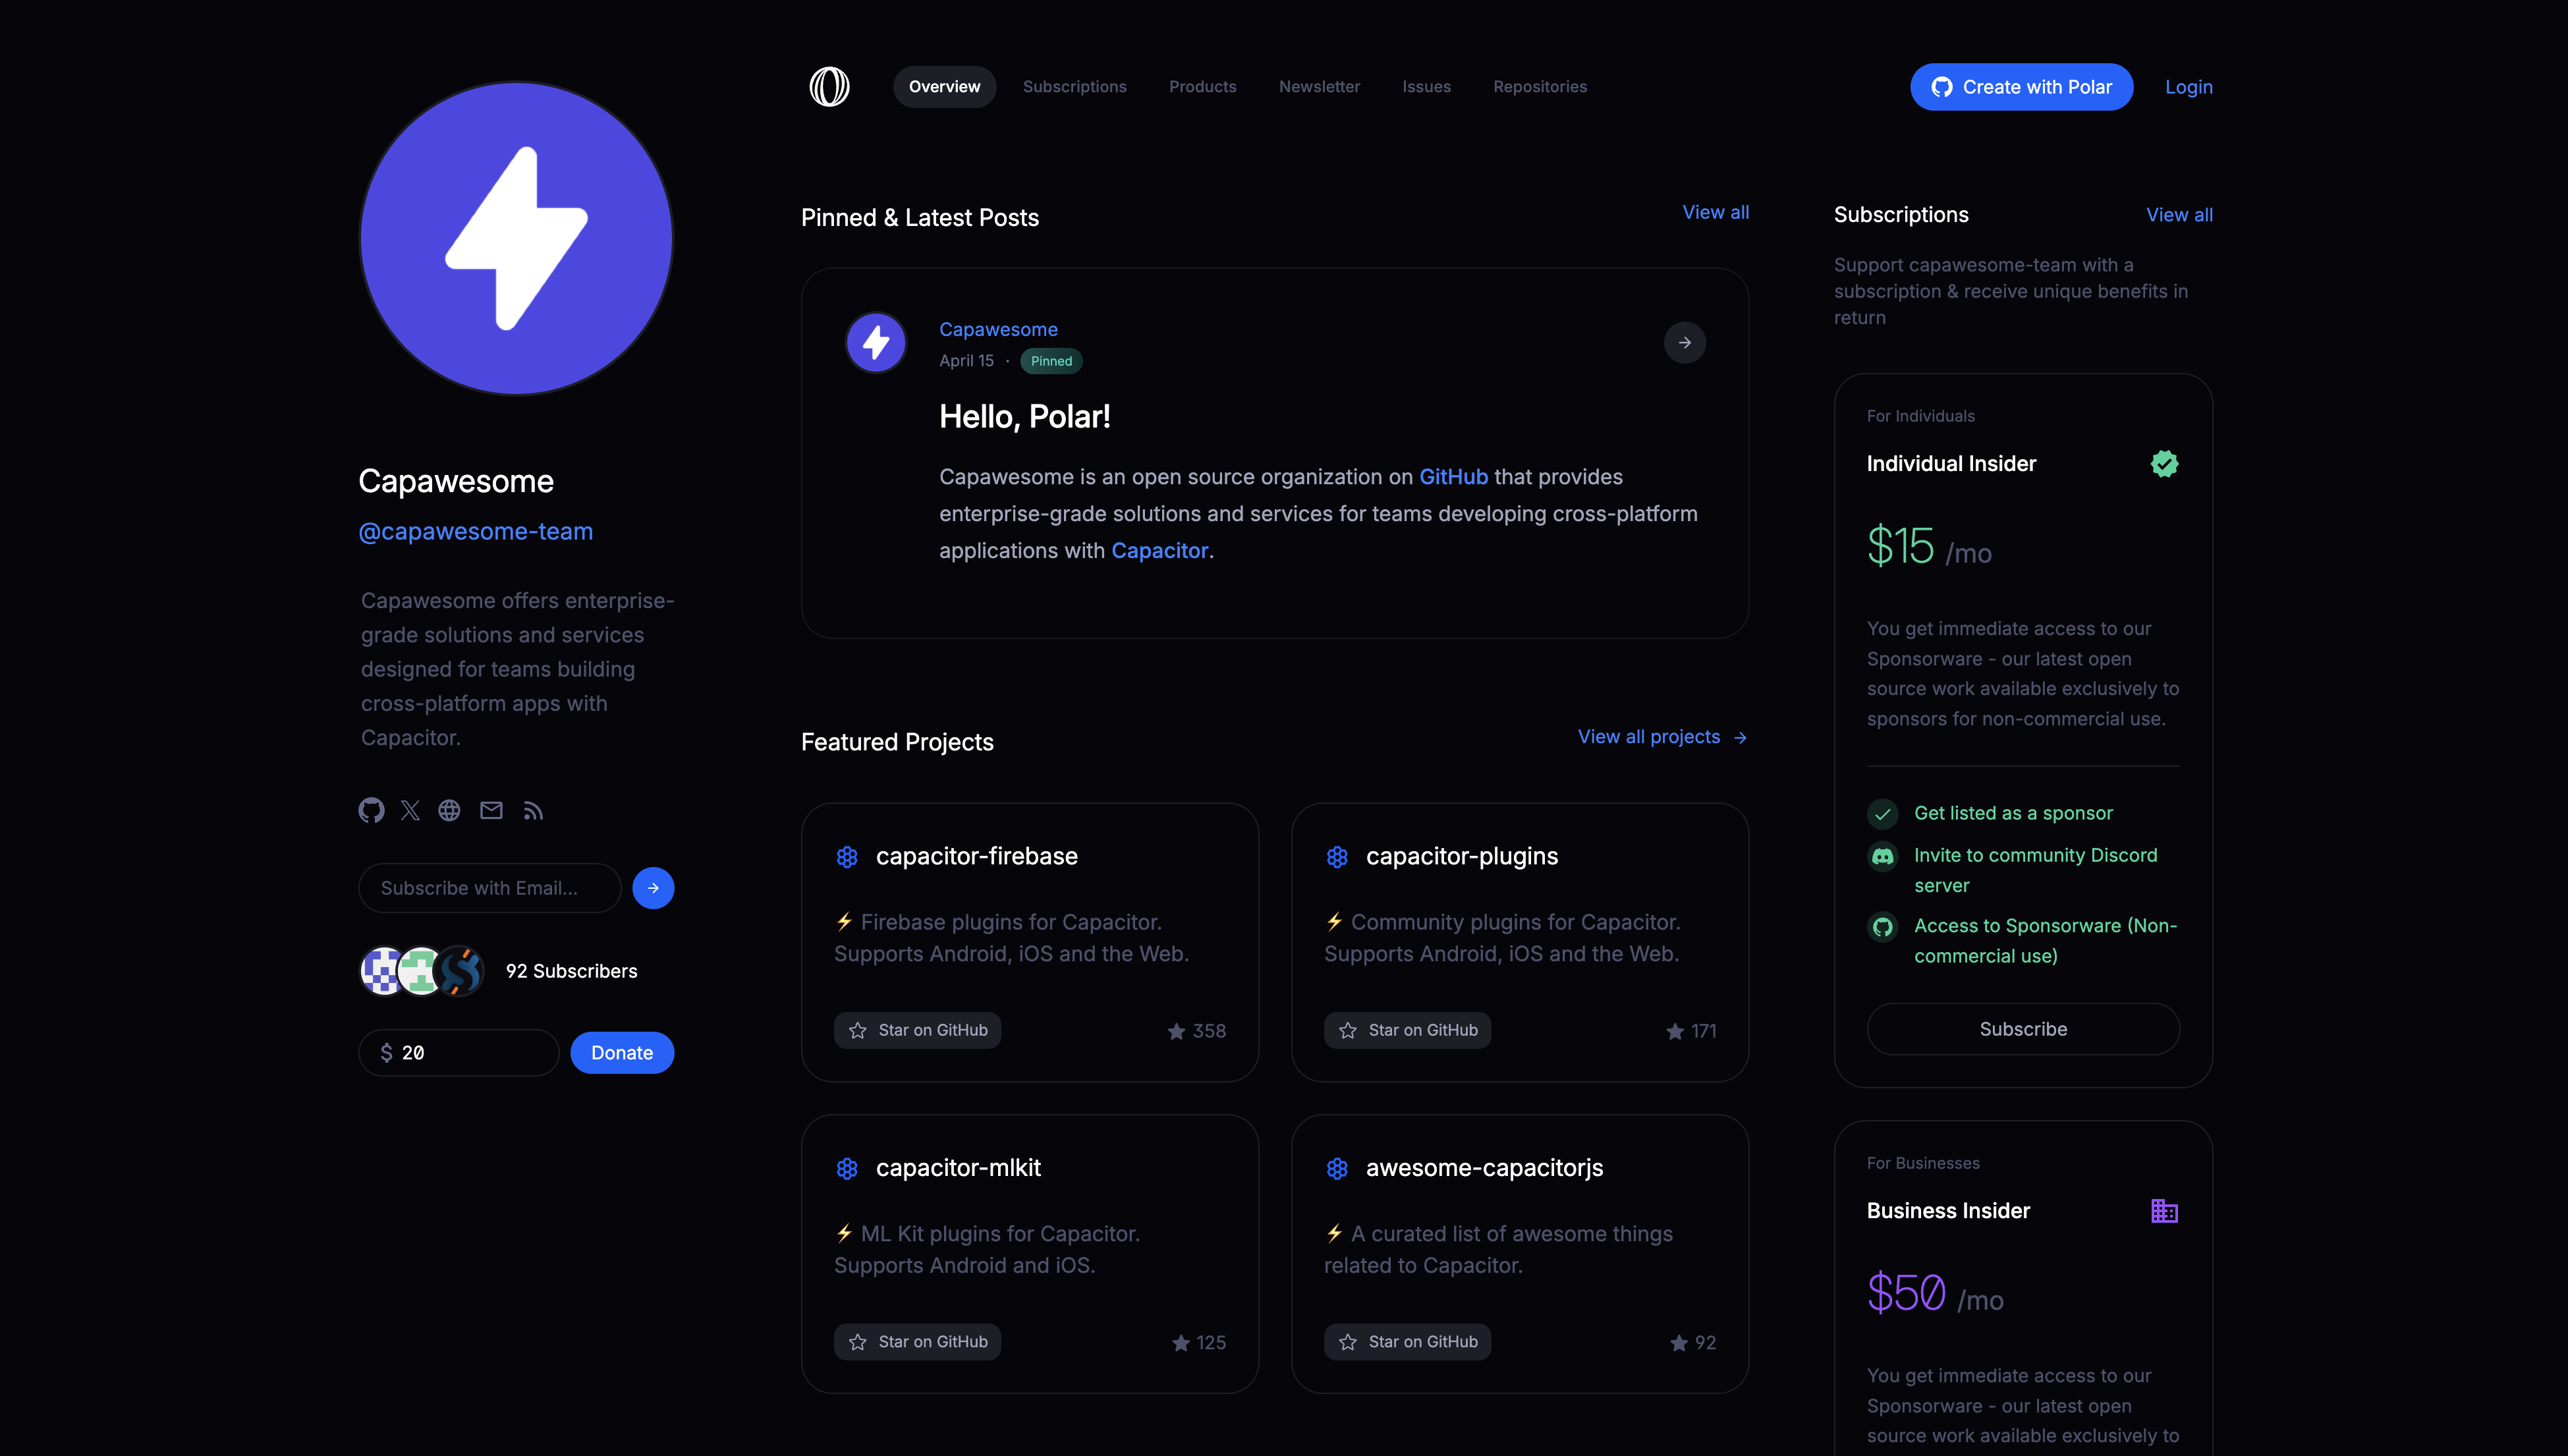 Overview
Subscriptions
Products
Newsletter
Issues
Repositories
Create with Polar
Login
Capawesome
@capawesome-team
Capawesome offers enterprise-
grade solutions and services
designed for teams building
cross-platform apps with
Capacitor.
Subscribe with Email...
92 Subscribers
$ 20
Donate
Pinned & Latest Posts
View all
Capawesome
April 15 · Pinned
Hello, Polar!
Capawesome is an open source organization on GitHub that provides
enterprise-grade solutions and services for teams developing cross-platform
applications with Capacitor.
Featured Projects
View all projects
capacitor-firebase
⚡ Firebase plugins for Capacitor.
Supports Android, iOS and the Web.
Star on GitHub
358
capacitor-plugins
⚡ Community plugins for Capacitor.
Supports Android, iOS and the Web.
Star on GitHub
171
capacitor-mlkit
⚡ ML Kit plugins for Capacitor.
Supports Android and iOS.
Star on GitHub
125
awesome-capacitorjs
⚡ A curated list of awesome things
related to Capacitor.
Star on GitHub
92
Subscriptions
View all
Support capawesome-team with a
subscription & receive unique benefits in
return
For Individuals
Individual Insider
$15 /mo
You get immediate access to our
Sponsorware - our latest open
source work available exclusively to
sponsors for non-commercial use.
Get listed as a sponsor
Invite to community Discord
server
Access to Sponsorware (Non-
commercial use)
Subscribe
For Businesses
Business Insider
$50 /mo
You get immediate access to our
Sponsorware - our latest open
source work available exclusively to